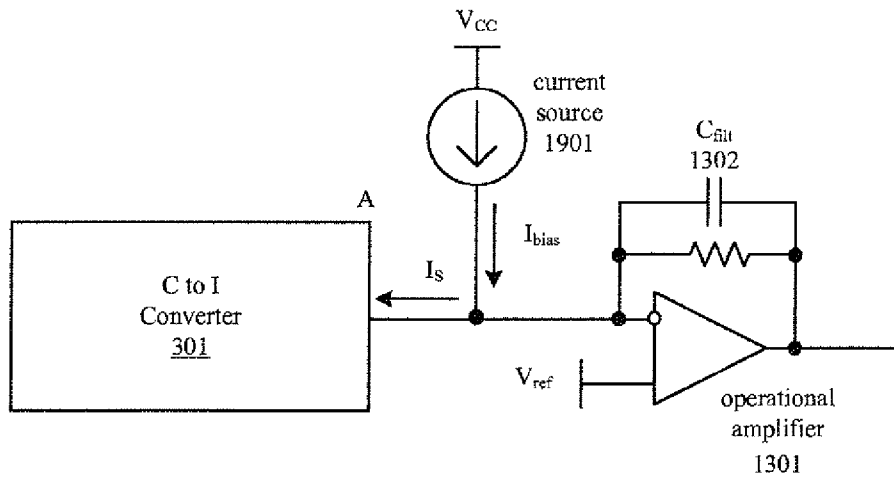 V_CC
current
source
1901
C_filt
1302
A
I_bias
C to I
Converter
301
I_S
V_ref
operational
amplifier
1301